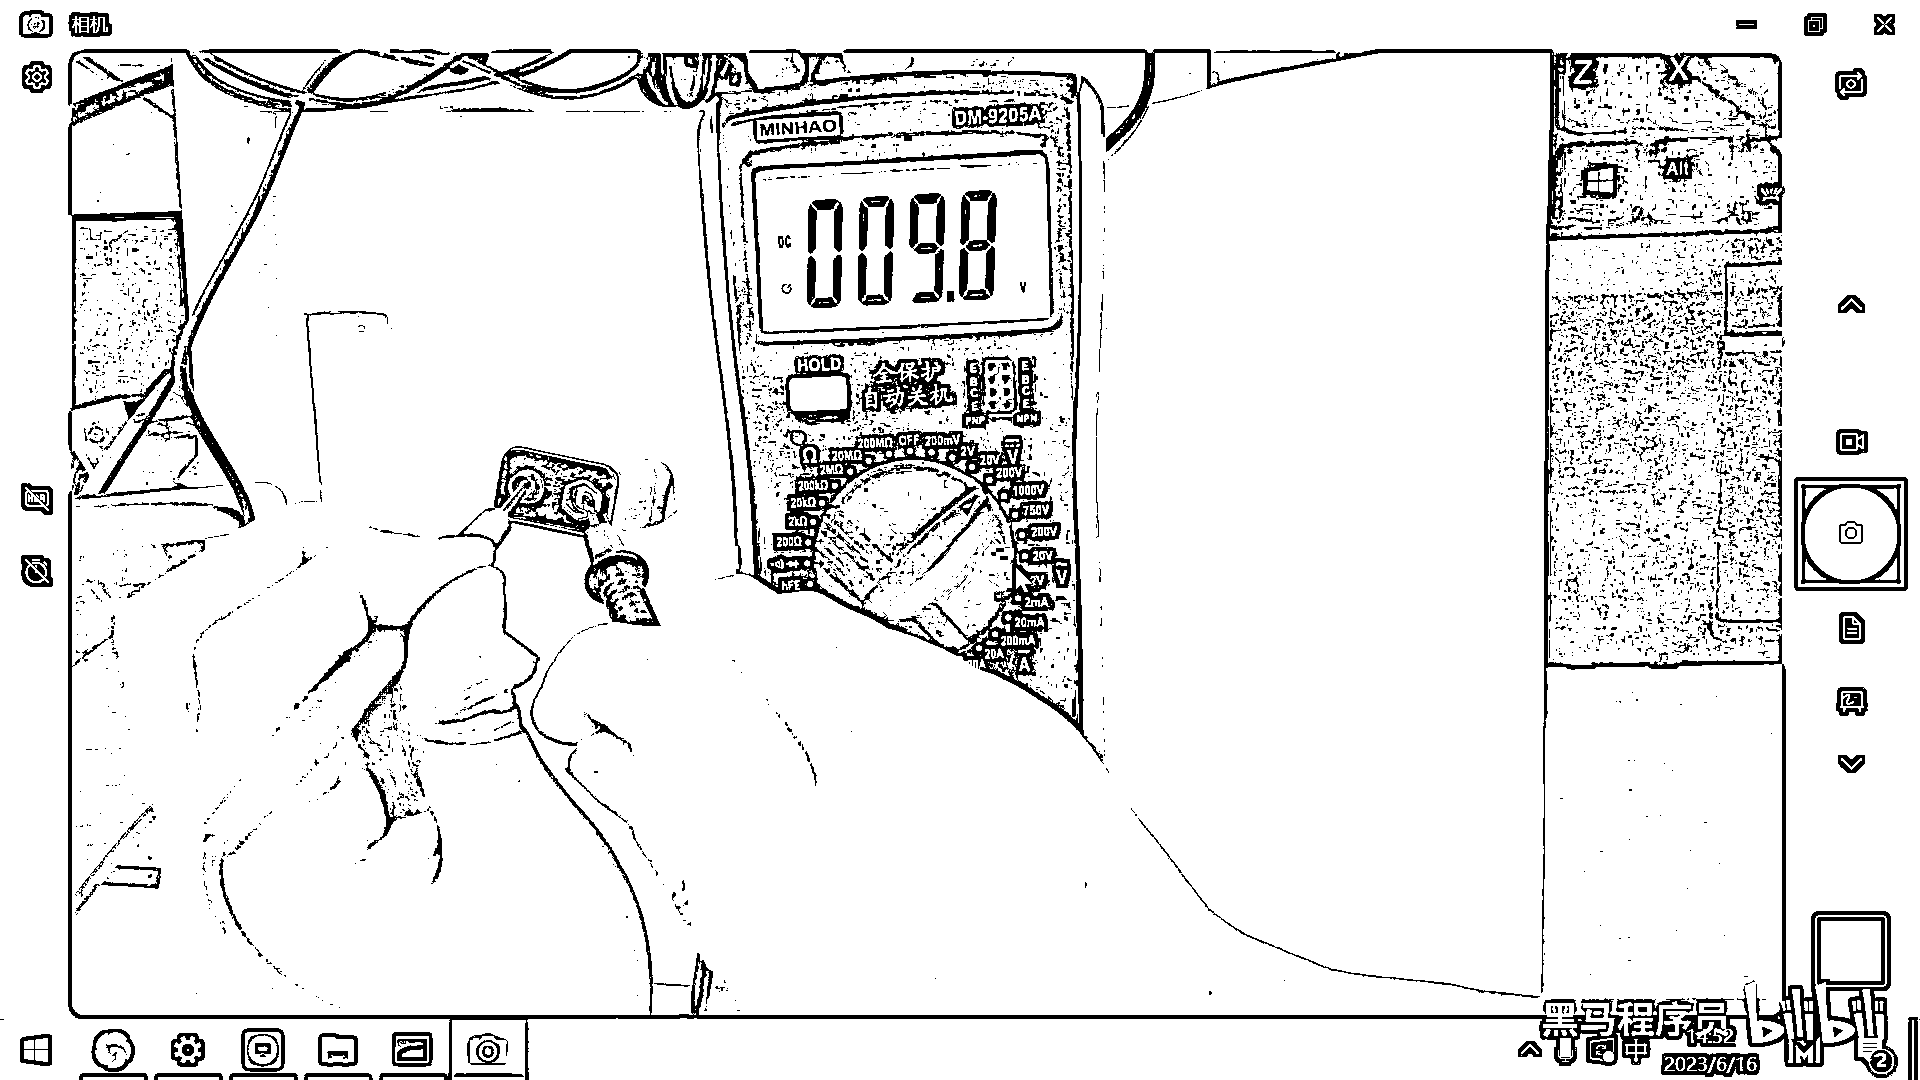 相机
Z X
Alt
MINHAO DM-9205A
DC
009.8
V
HOLD
全保护
自动关机
E B C E
PNP
E B C E
NPN
Ω
200MΩ OFF 200mV
20MΩ 2V
2MΩ 20V
200kΩ 200V
20kΩ 1000V
2kΩ 750V
200Ω 200V
20V
hFE
2mA
20mA
200mA
20A
V
V
A
黑马程序员 bilibili
中
14:52
2023/6/16
2